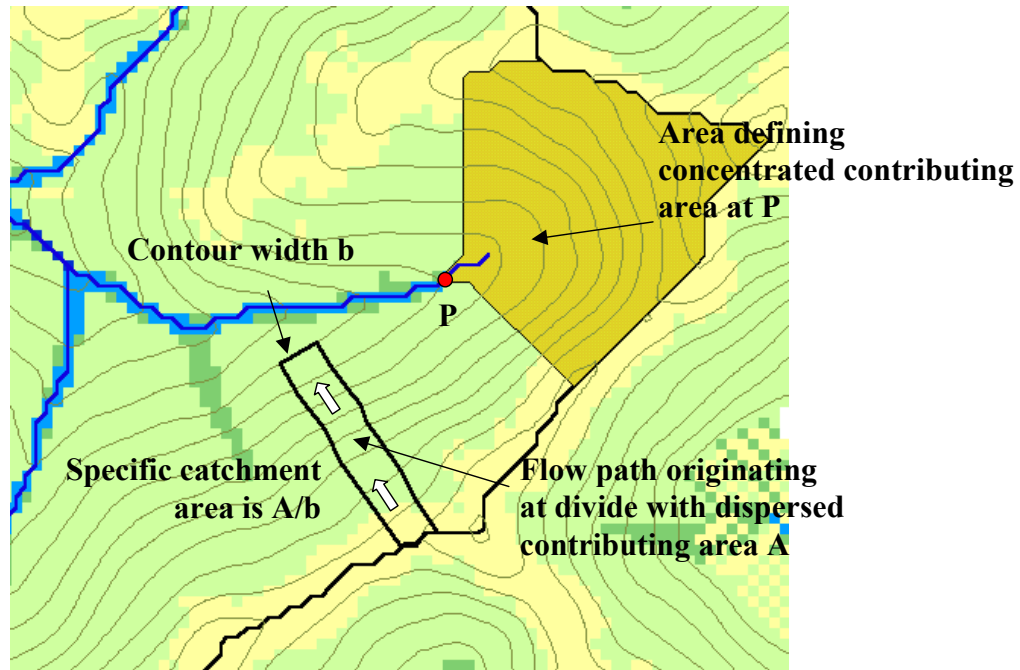 Area defining
concentrated contributing
area at P
Contour width b
P
Specific catchment
area is A/b
Flow path originating
at divide with dispersed
contributing area A